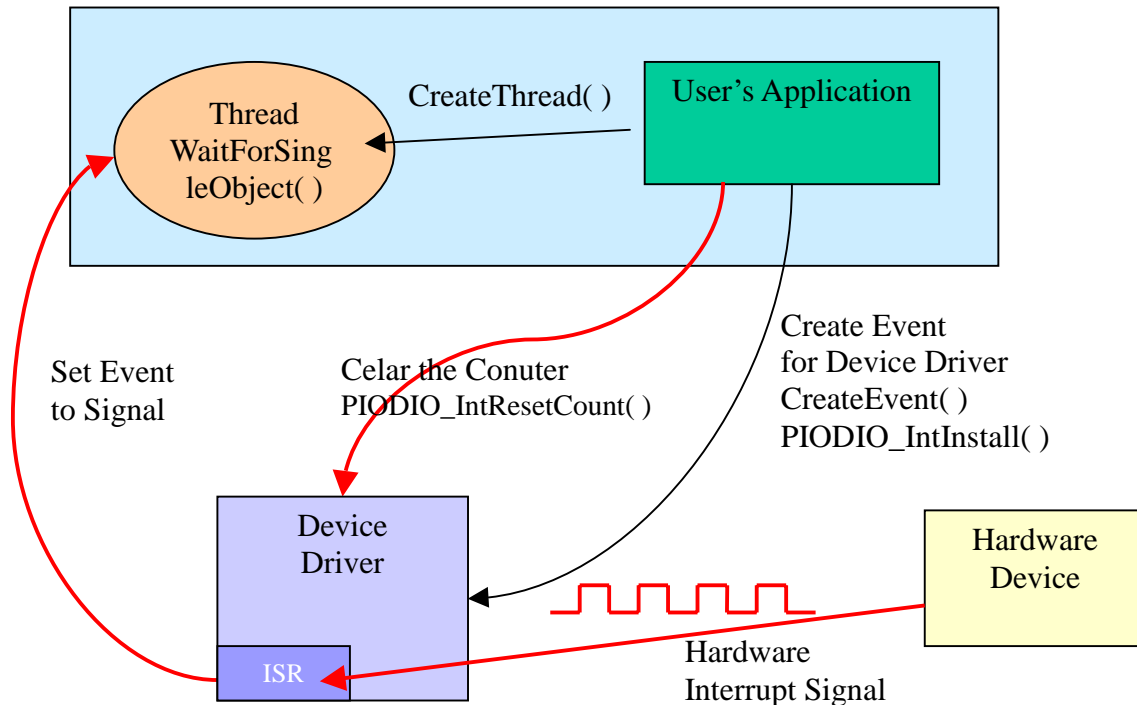 Thread
WaitForSing
leObject( )
CreateThread( )
User’s Application
Set Event
to Signal
Celar the Conuter
PIODIO_IntResetCount( )
Create Event
for Device Driver
CreateEvent( )
PIODIO_IntInstall( )
Device
Driver
ISR
Hardware
Device
Hardware
Interrupt Signal